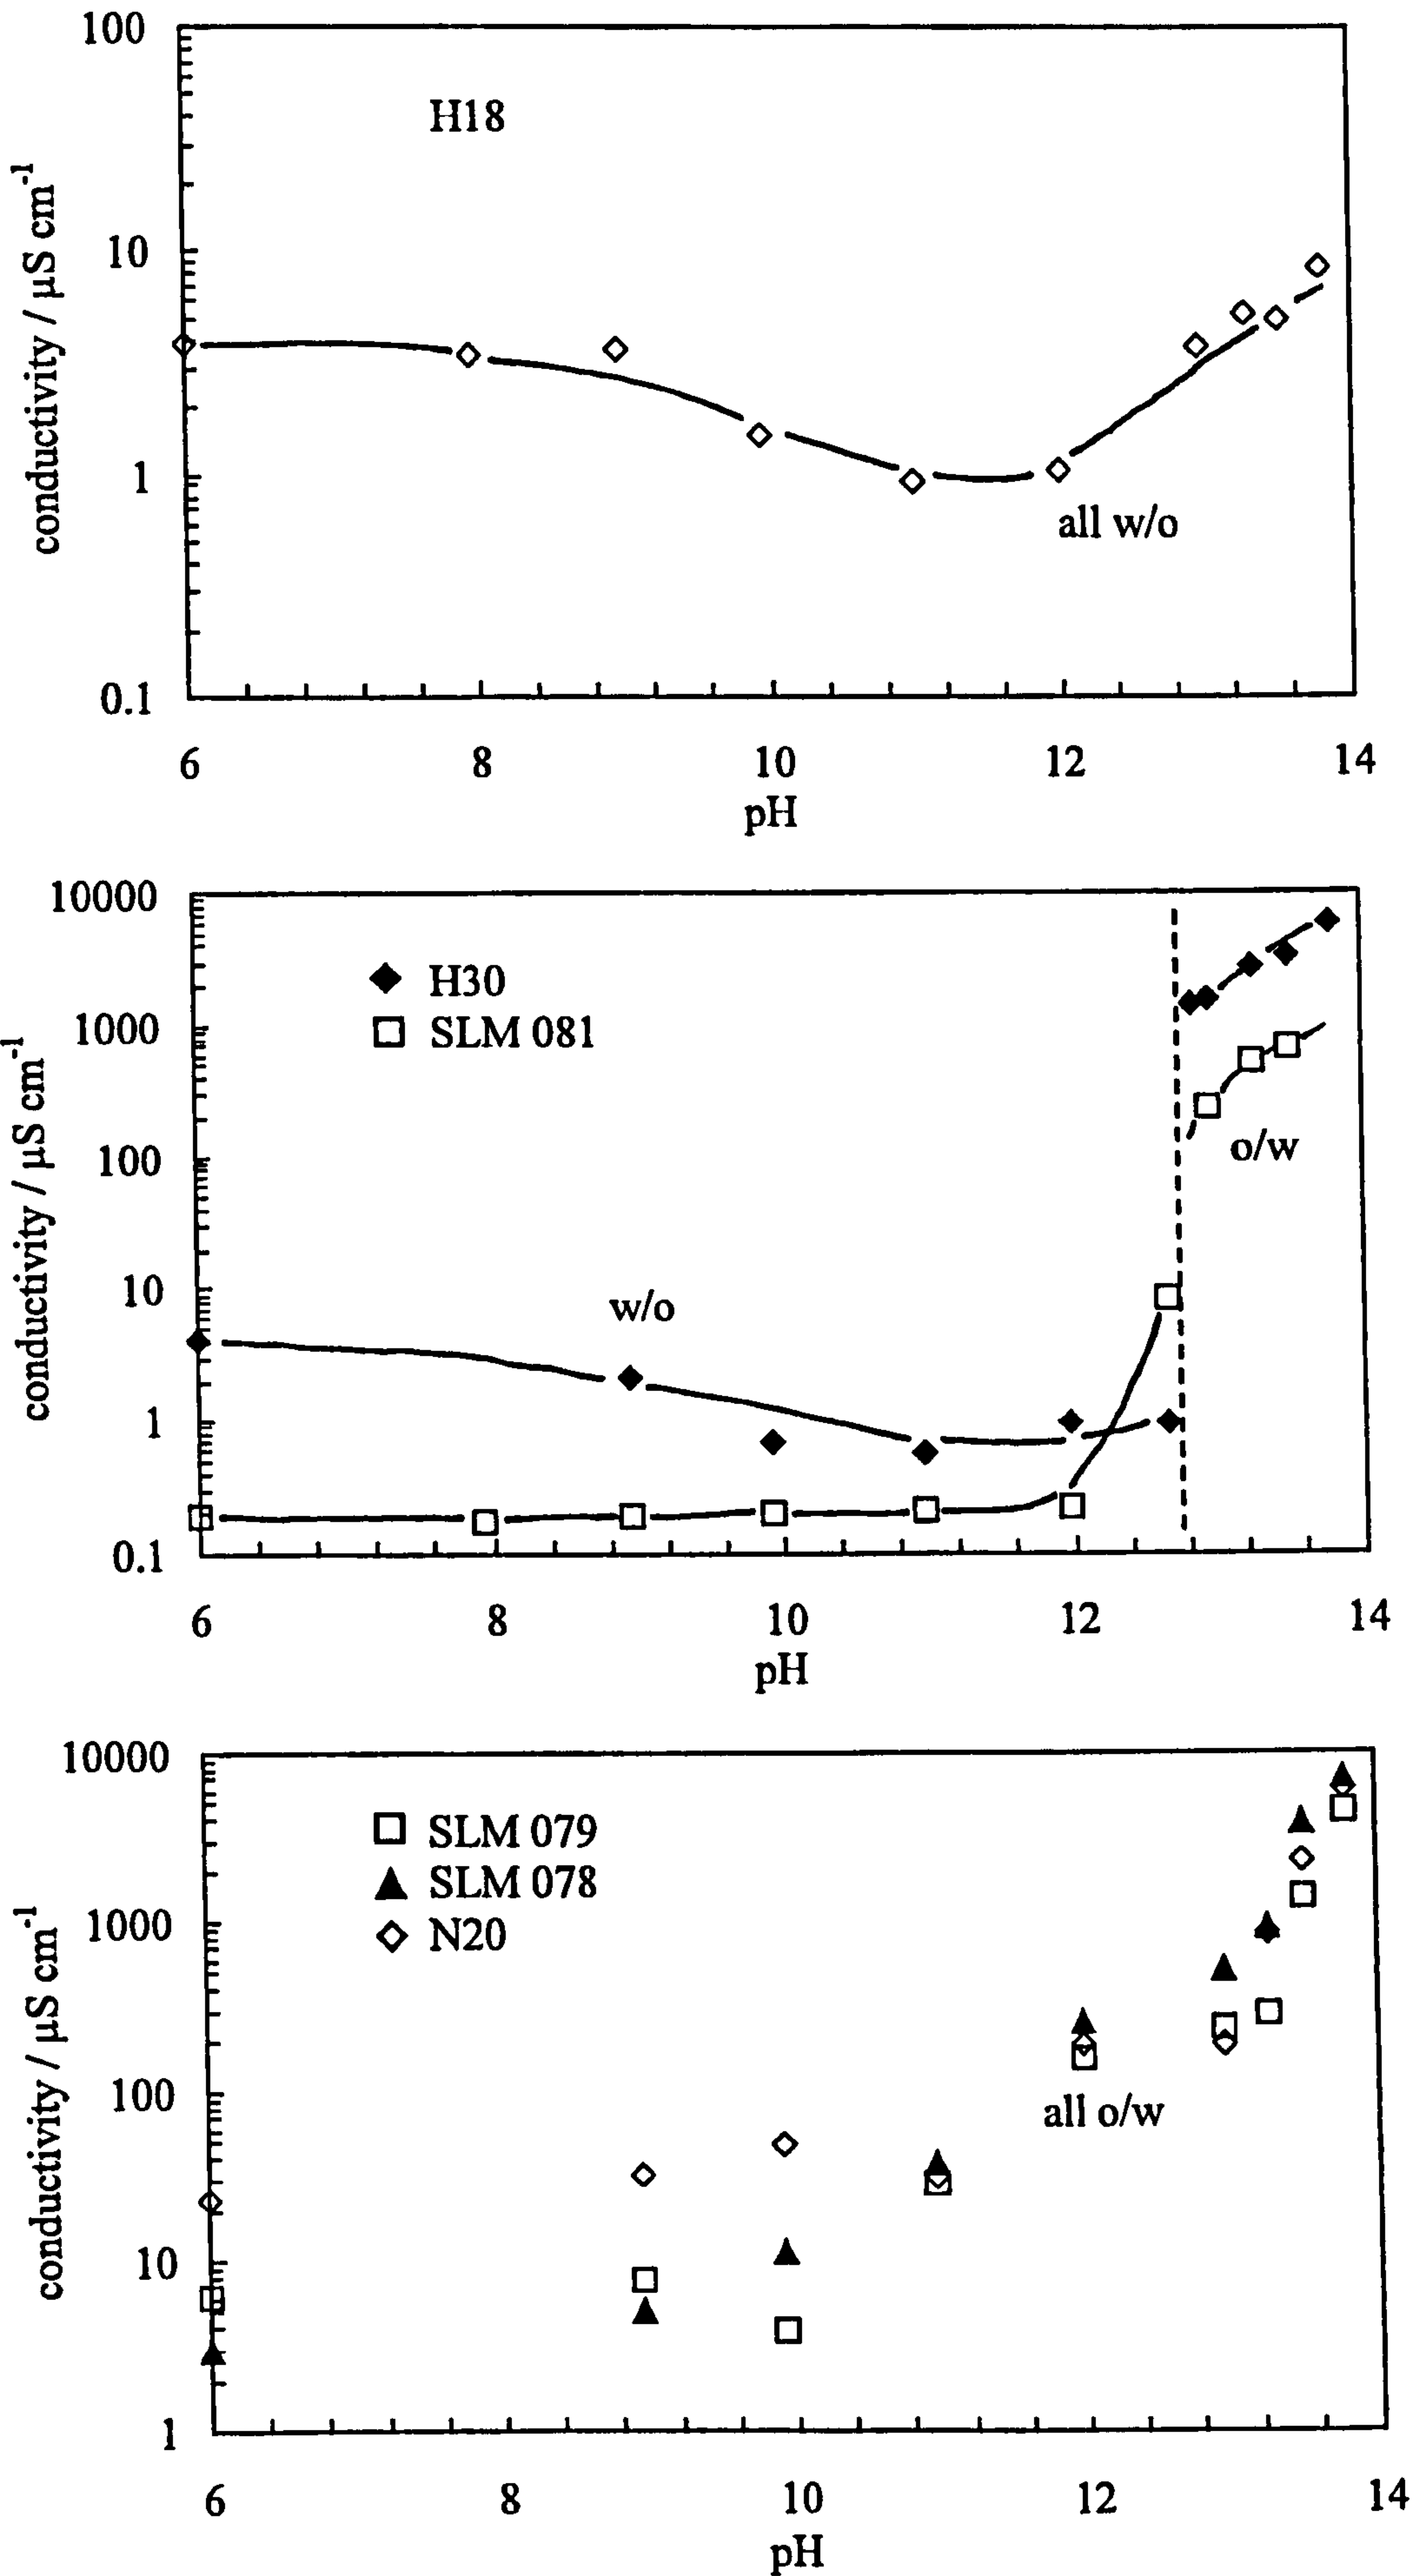 100
H18
conductivity / μS cm⁻¹
10
1
all w/o
0.1
6 8 10 12 14
pH
10000
H30
SLM 081
1000
conductivity / μS cm⁻¹
o/w
100
10
w/o
1
0.1
6 8 10 12 14
pH
10000
SLM 079
SLM 078
N20
1000
conductivity / μS cm⁻¹
100
all o/w
10
1
6 8 10 12 14
pH